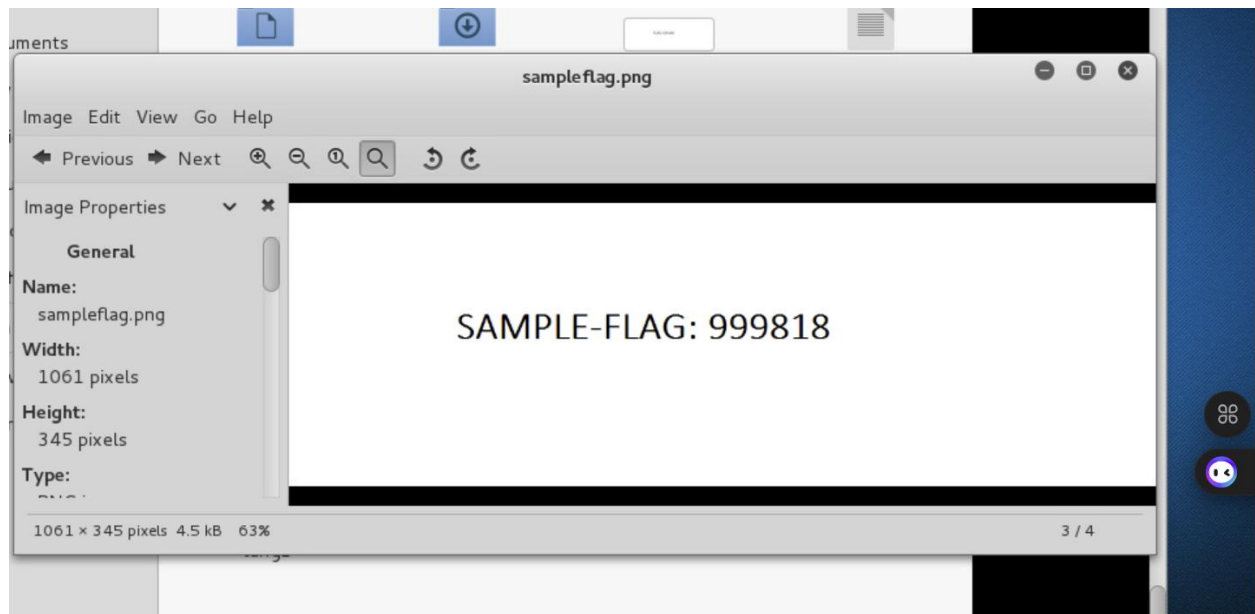 uments
sampleflag.png
Image Edit View Go Help
Previous Next
Image Properties
General
Name:
sampleflag.png
Width:
1061 pixels
Height:
345 pixels
Type:
SAMPLE-FLAG: 999818
1061 × 345 pixels 4.5 kB 63%
3 / 4